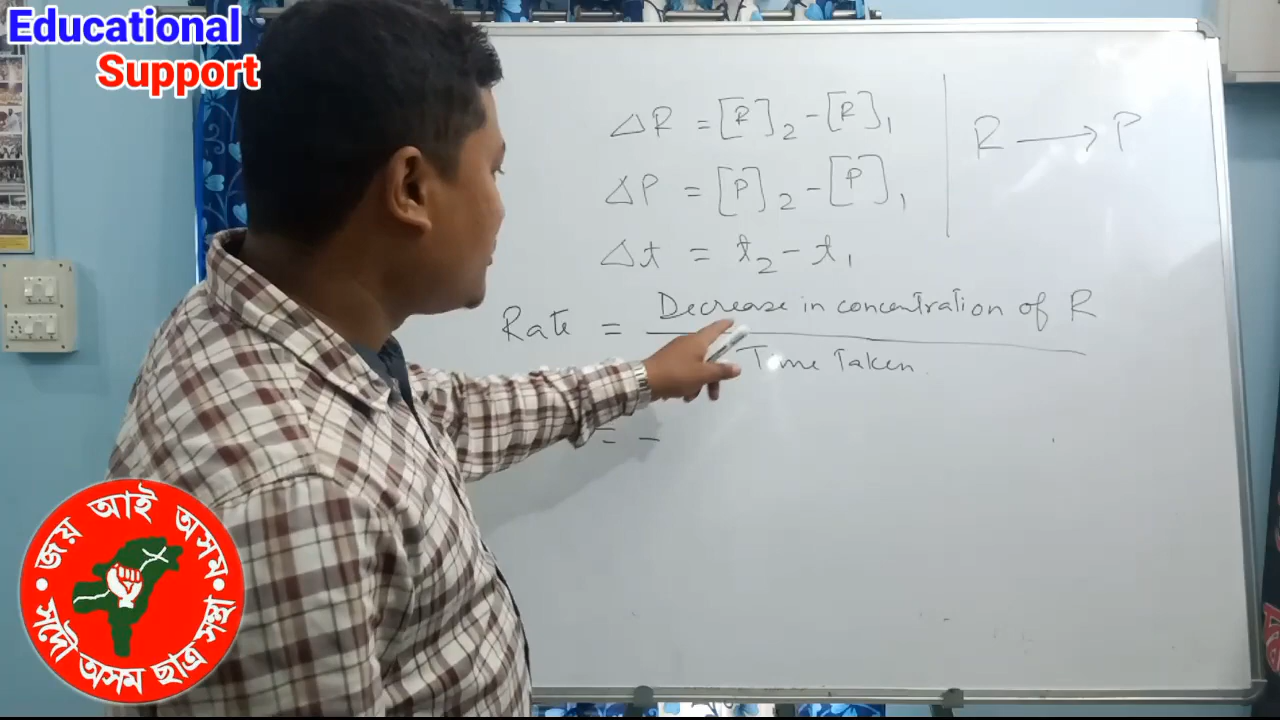 Educational
Support
ΔR = [R]₂ - [R]₁
ΔP = [P]₂ - [P]₁
Δt = t₂ - t₁
R ⟶ P
Rate = Decrease in concentration of R
Time Taken.
= -
জয় আই অসম
সদৌ অসম ছাত্ৰ সন্থা